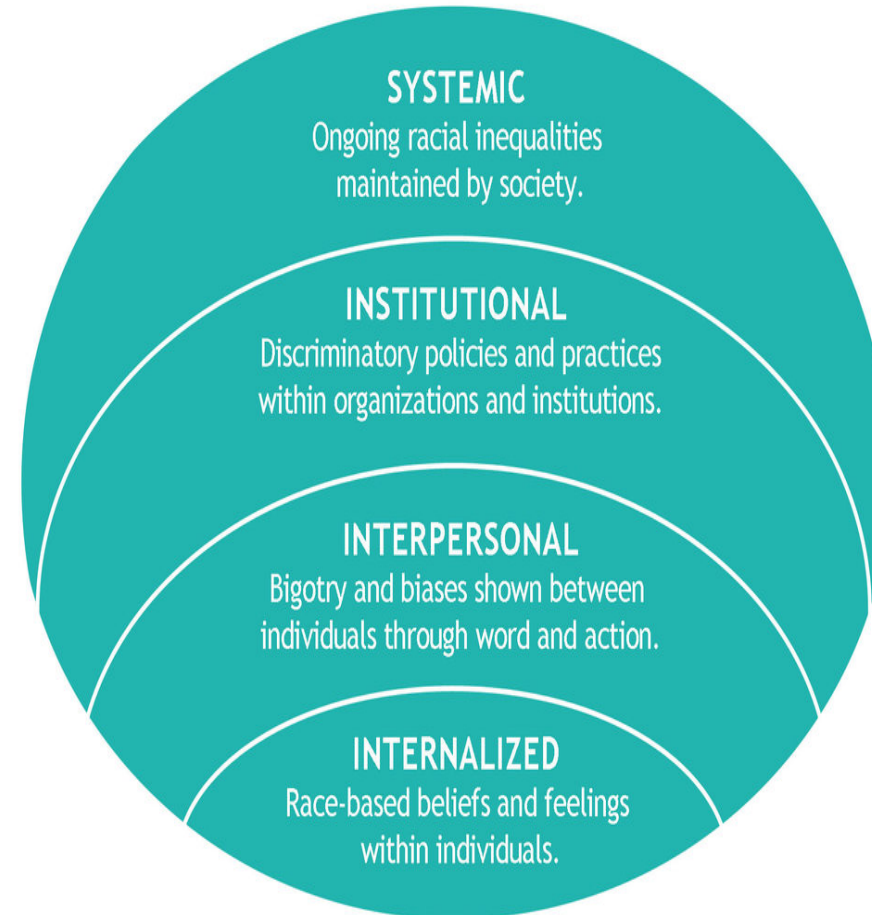 SYSTEMIC
Ongoing racial inequalities
maintained by society.
INSTITUTIONAL
Discriminatory policies and practices
within organizations and institutions.
INTERPERSONAL
Bigotry and biases shown between
individuals through word and action.
INTERNALIZED
Race-based beliefs and feelings
within individuals.